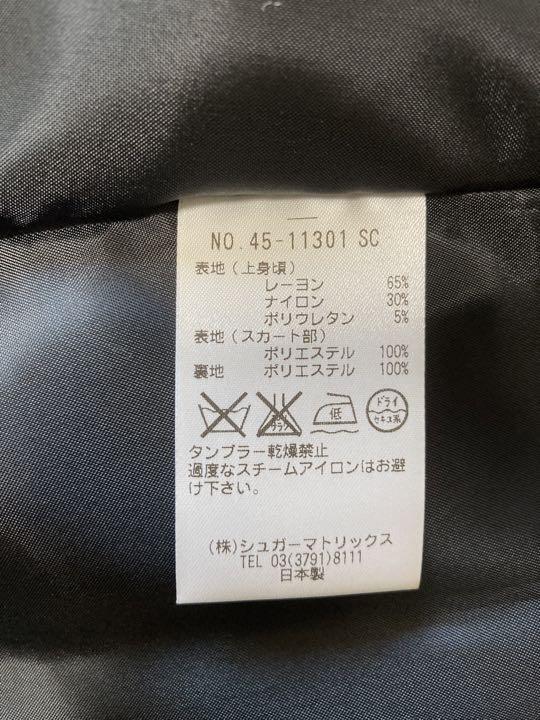 NO.45-11301 SC
表地(上身頃)
レーヨン 65%
ナイロン 30%
ポリウレタン 5%
表地(スカート部)
ポリエステル 100%
裏地 ポリエステル 100%
低
ドライ
セキユ系
タンブラー乾燥禁止
過度なスチームアイロンはお避
け下さい。
(株)シュガーマトリックス
TEL 03(3791)8111
日本製